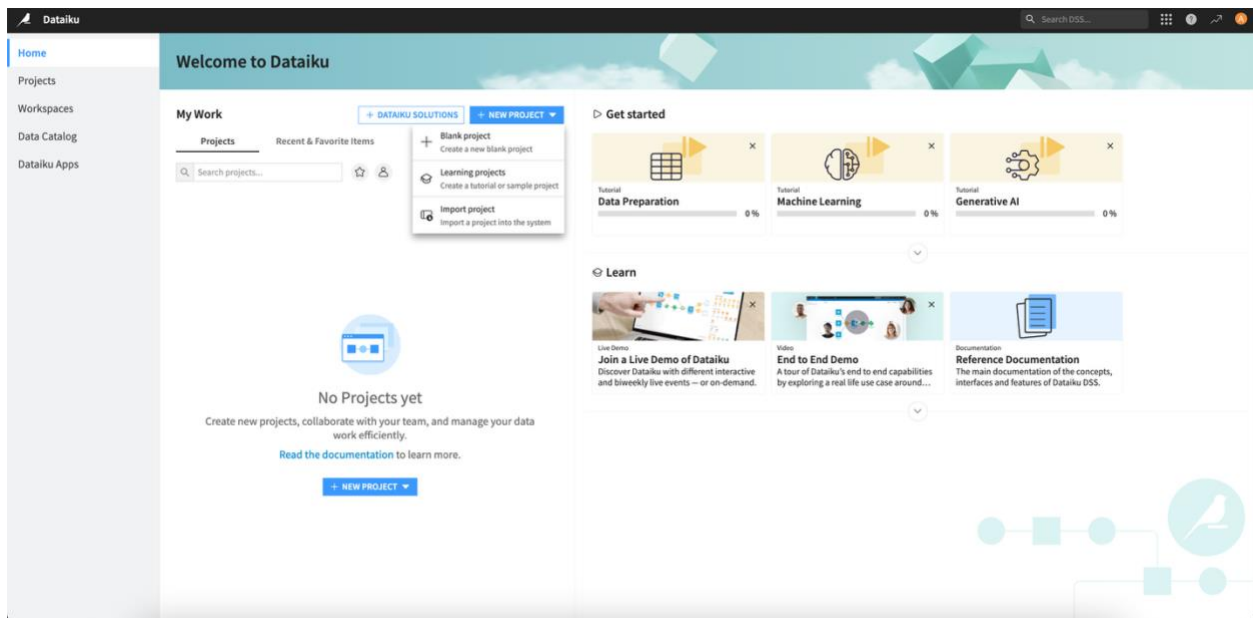 Dataiku
Search DSS...
Home
Projects
Workspaces
Data Catalog
Dataiku Apps
Welcome to Dataiku
My Work
+ DATAIKU SOLUTIONS
+ NEW PROJECT
Projects
Recent & Favorite Items
Search projects...
Blank project
Create a new blank project
Learning projects
Create a tutorial or sample project
Import project
Import a project into the system
No Projects yet
Create new projects, collaborate with your team, and manage your data
work efficiently.
Read the documentation to learn more.
+ NEW PROJECT
Get started
Tutorial
Data Preparation
0 %
Tutorial
Machine Learning
0 %
Tutorial
Generative AI
0 %
Learn
Live Demo
Join a Live Demo of Dataiku
Discover Dataiku with different interactive
and biweekly live events — or on-demand.
Video
End to End Demo
A tour of Dataiku's end to end capabilities
by exploring a real life use case around...
Documentation
Reference Documentation
The main documentation of the concepts,
interfaces and features of Dataiku DSS.
A